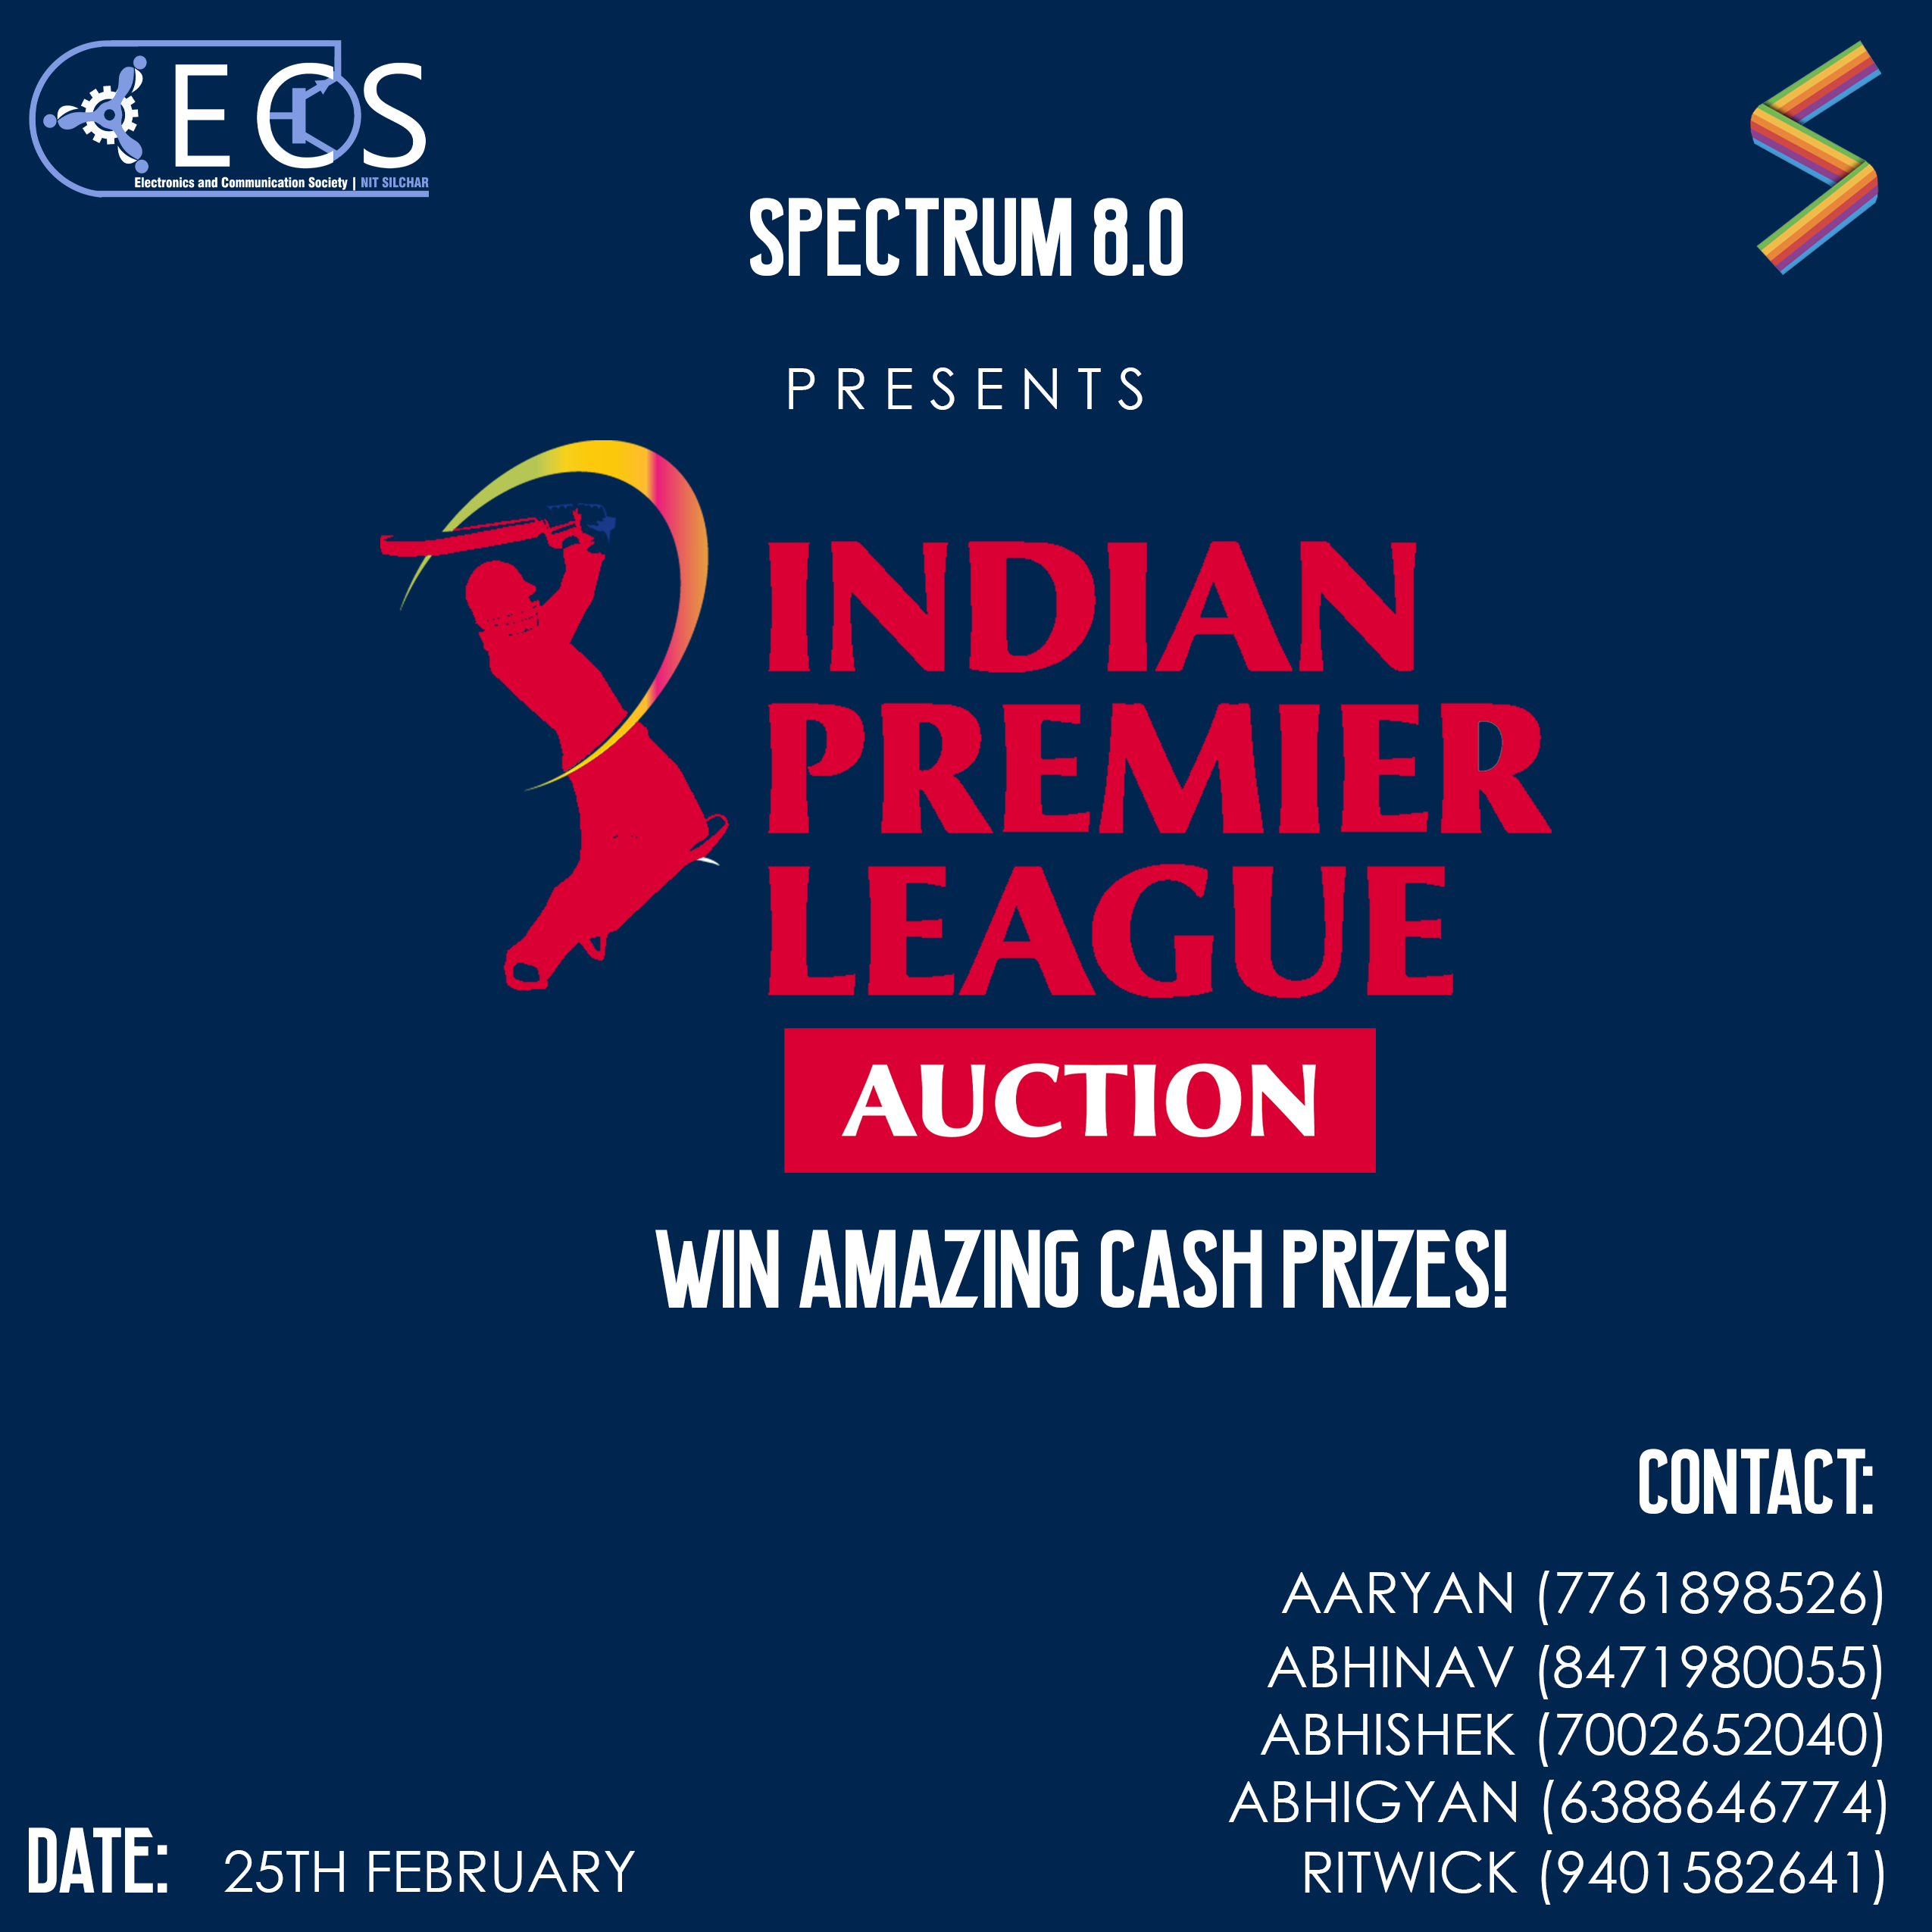 ECS
Electronics and Communication Society | NIT SILCHAR
SPECTRUM 8.0
PRESENTS
INDIAN
PREMIER
LEAGUE
AUCTION
WIN AMAZING CASH PRIZES!
CONTACT:
AARYAN (7761898526)
ABHINAV (8471980055)
ABHISHEK (7002652040)
ABHIGYAN (6388646774)
RITWICK (9401582641)
DATE: 25TH FEBRUARY